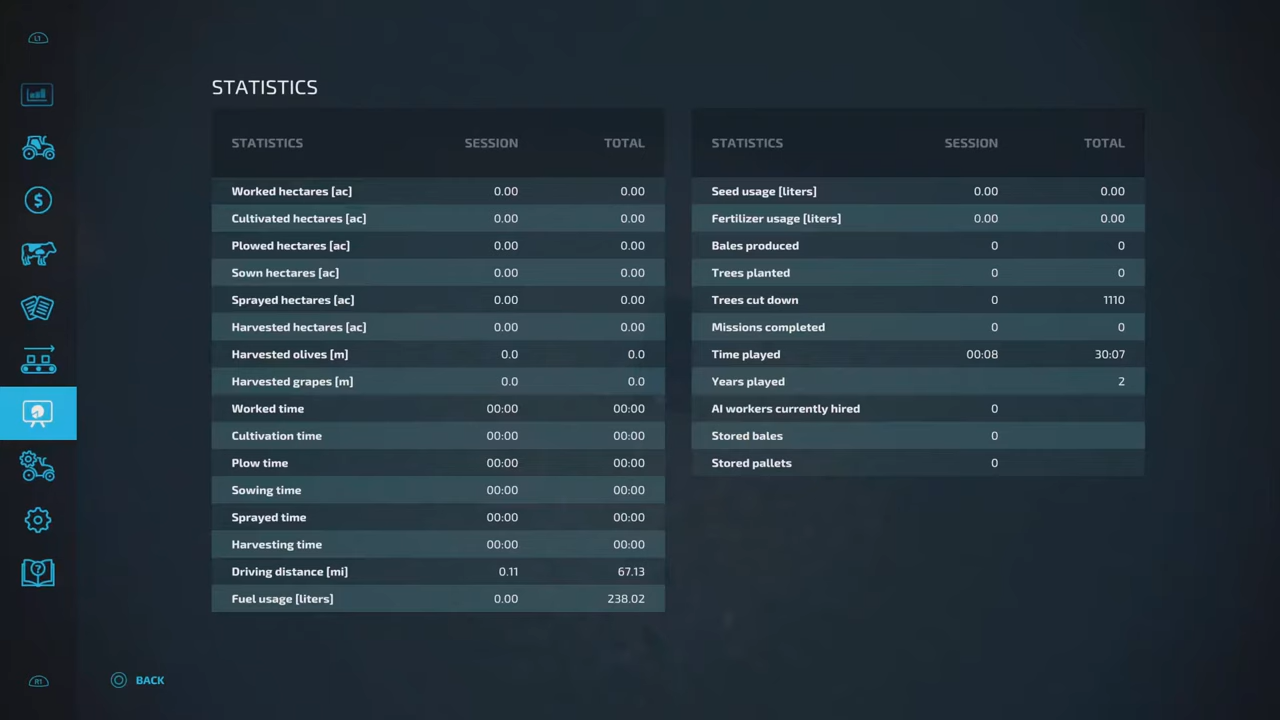 L1
STATISTICS
STATISTICS SESSION TOTAL
Worked hectares [ac] 0.00 0.00
Cultivated hectares [ac] 0.00 0.00
Plowed hectares [ac] 0.00 0.00
Sown hectares [ac] 0.00 0.00
Sprayed hectares [ac] 0.00 0.00
Harvested hectares [ac] 0.00 0.00
Harvested olives [m] 0.0 0.0
Harvested grapes [m] 0.0 0.0
Worked time 00:00 00:00
Cultivation time 00:00 00:00
Plow time 00:00 00:00
Sowing time 00:00 00:00
Sprayed time 00:00 00:00
Harvesting time 00:00 00:00
Driving distance [mi] 0.11 67.13
Fuel usage [liters] 0.00 238.02
STATISTICS SESSION TOTAL
Seed usage [liters] 0.00 0.00
Fertilizer usage [liters] 0.00 0.00
Bales produced 0 0
Trees planted 0 0
Trees cut down 0 1110
Missions completed 0 0
Time played 00:08 30:07
Years played 2
AI workers currently hired 0
Stored bales 0
Stored pallets 0
R1
BACK